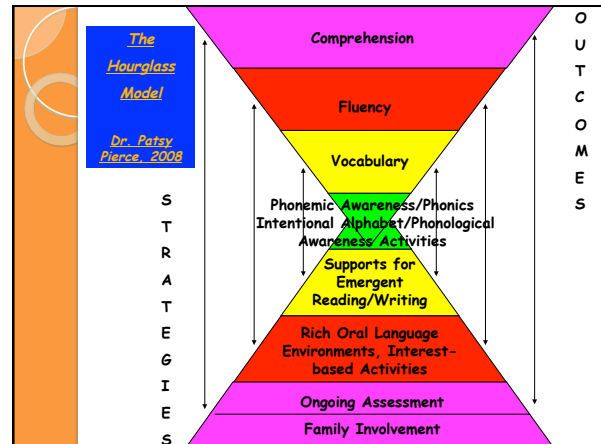 The
Hourglass
Model
Dr. Patsy
Pierce, 2008
Comprehension
Fluency
Vocabulary
Phonemic Awareness/Phonics
Intentional Alphabet/Phonological
Awareness Activities
Supports for
Emergent
Reading/Writing
Rich Oral Language
Environments, Interest-
based Activities
Ongoing Assessment
Family Involvement
S
T
R
A
T
E
G
I
E
S
O
U
T
C
O
M
E
S